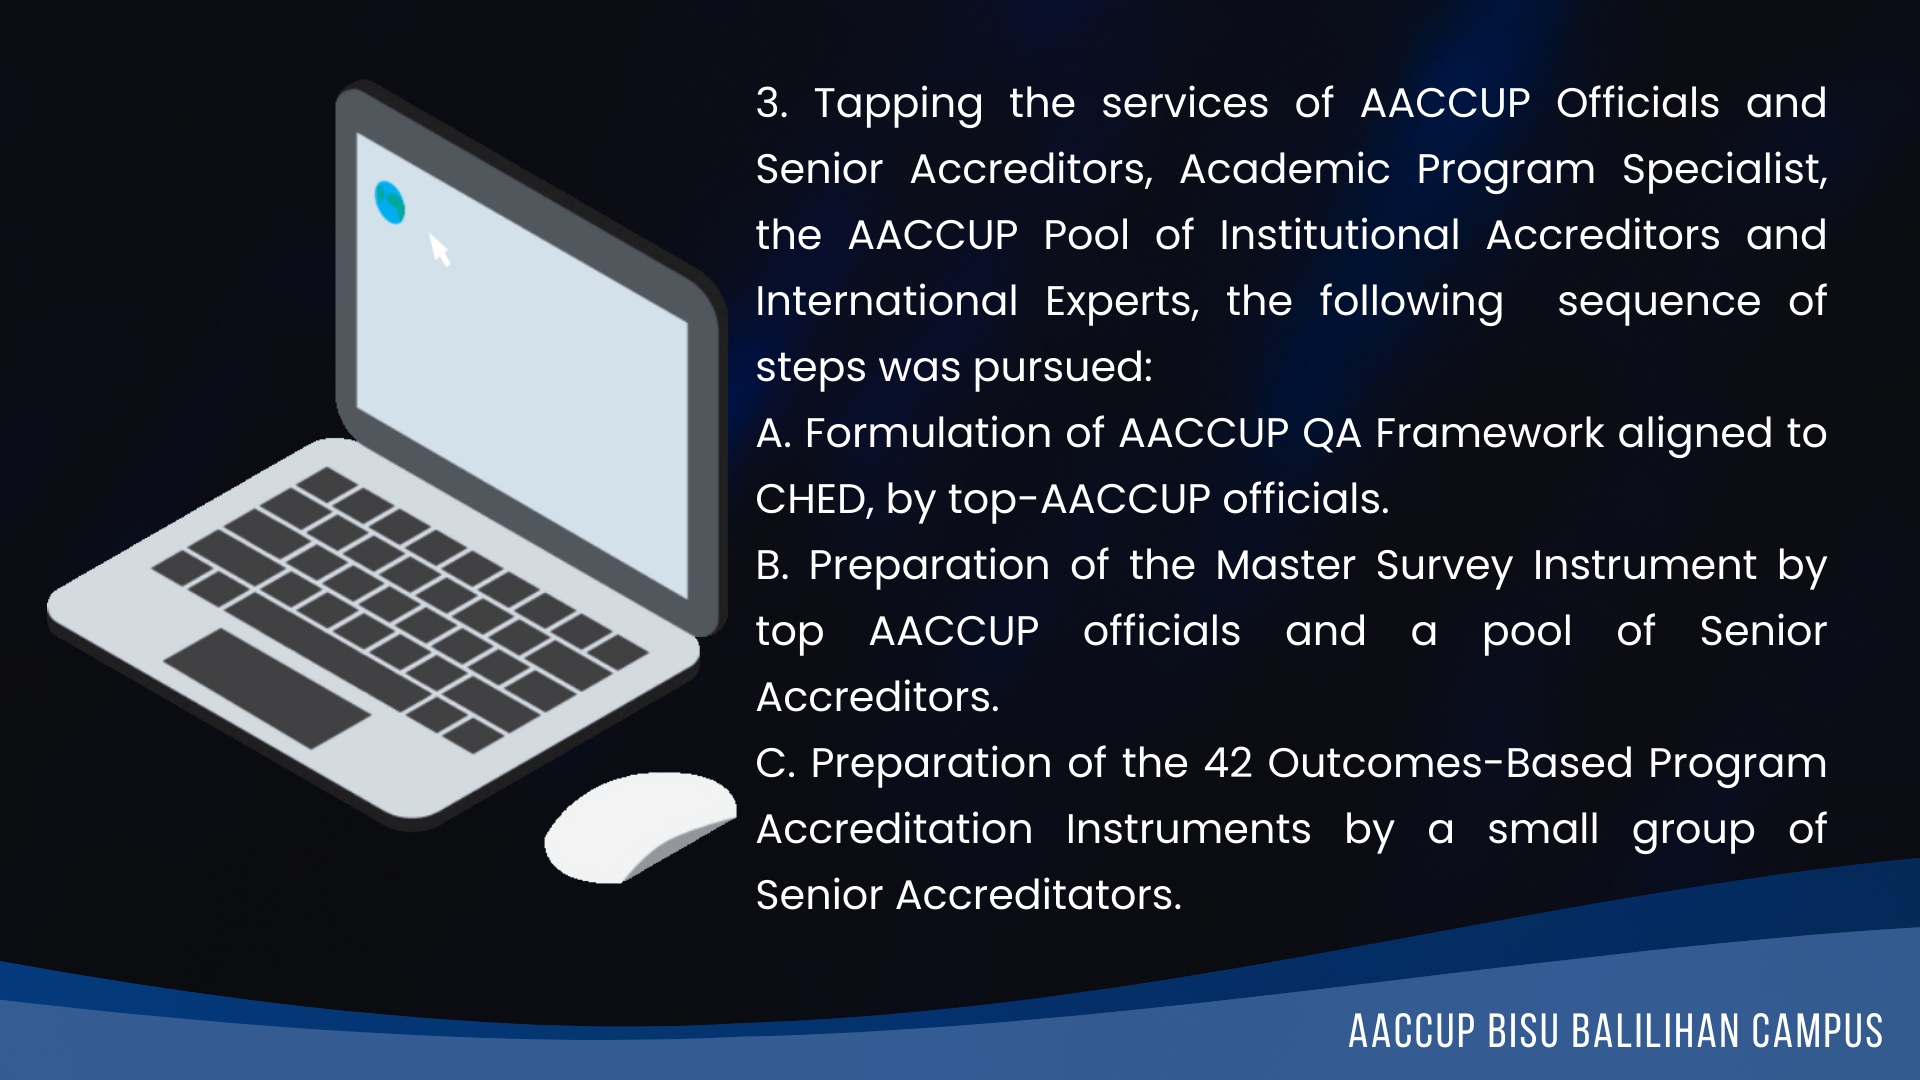 3. Tapping the services of AACCUP Officials and
Senior Accreditors, Academic Program Specialist,
the AACCUP Pool of Institutional Accreditors and
International Experts, the following sequence of
steps was pursued:
A. Formulation of AACCUP QA Framework aligned to
CHED, by top-AACCUP officials.
B. Preparation of the Master Survey Instrument by
top AACCUP officials and a pool of Senior
Accreditors.
C. Preparation of the 42 Outcomes-Based Program
Accreditation Instruments by a small group of
Senior Accreditators.
AACCUP BISU BALILIHAN CAMPUS